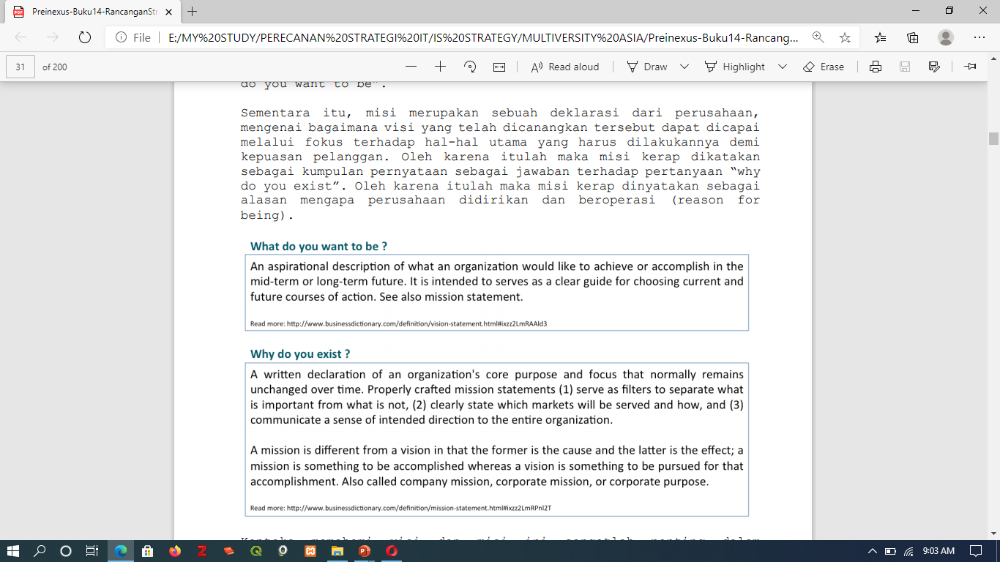 Preinexus-Buku14-RancanganStr
File
E:/MY%20STUDY/PERECANAN%20STRATEGI%20IT/IS%20STRATEGY/MULTIVERSITY%20ASIA/Preinexus-Buku14-Rancang...
31 of 200
Read aloud
Draw
Highlight
Erase
do you want to be".
Sementara itu, misi merupakan sebuah deklarasi dari perusahaan,
mengenai bagaimana visi yang telah dicanangkan tersebut dapat dicapai
melalui fokus terhadap hal-hal utama yang harus dilakukannya demi
kepuasan pelanggan. Oleh karena itulah maka misi kerap dikatakan
sebagai kumpulan pernyataan sebagai jawaban terhadap pertanyaan “why
do you exist”. Oleh karena itulah maka misi kerap dinyatakan sebagai
alasan mengapa perusahaan didirikan dan beroperasi (reason for
being).
What do you want to be ?
An aspirational description of what an organization would like to achieve or accomplish in the
mid-term or long-term future. It is intended to serves as a clear guide for choosing current and
future courses of action. See also mission statement.
Read more: http://www.businessdictionary.com/definition/vision-statement.html#ixzz2LmRAAld3
Why do you exist ?
A written declaration of an organization's core purpose and focus that normally remains
unchanged over time. Properly crafted mission statements (1) serve as filters to separate what
is important from what is not, (2) clearly state which markets will be served and how, and (3)
communicate a sense of intended direction to the entire organization.
A mission is different from a vision in that the former is the cause and the latter is the effect; a
mission is something to be accomplished whereas a vision is something to be pursued for that
accomplishment. Also called company mission, corporate mission, or corporate purpose.
Read more: http://www.businessdictionary.com/definition/mission-statement.html#ixzz2LmRPnl2T
memahami visi dan misi ini sangatlah penting dalam
9:03 AM